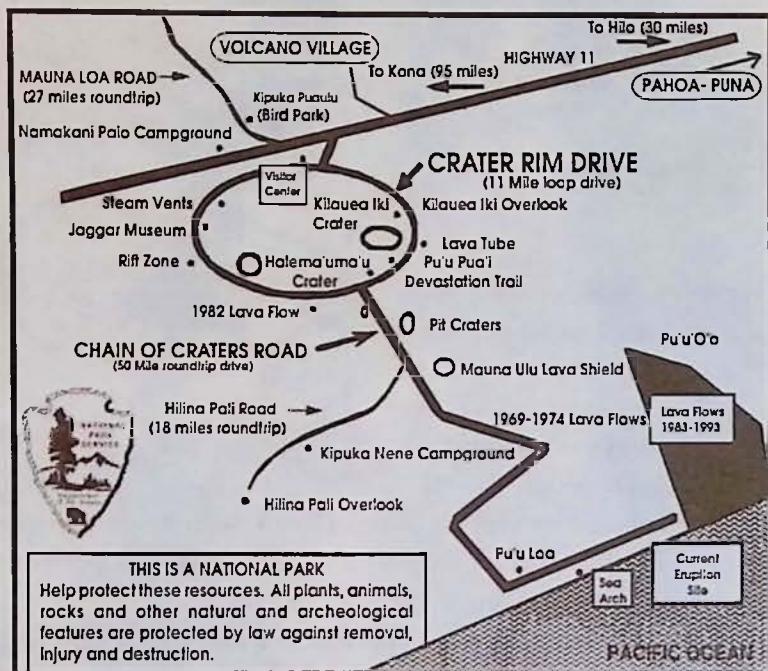 To Hilo (30 miles)
VOLCANO VILLAGE
HIGHWAY 11
To Kona (95 miles)
PAHOA- PUNA
MAUNA LOA ROAD
(27 miles roundtrip)
Kipuka Puaulu
(Bird Park)
Namakani Paio Campground
CRATER RIM DRIVE
(11 Mile loop drive)
Visitor
Center
Steam Vents
Kilauea Iki
Crater
Kilauea Iki Overlook
Jaggar Museum
Lava Tube
Rift Zone
Halema'uma'u
Crater
Pu'u Pua'i
Devastation Trail
1982 Lava Flow
Pit Craters
CHAIN OF CRATERS ROAD
(50 Mile roundtrip drive)
Mauna Ulu Lava Shield
Pu'u'O'o
Hilina Pali Road
(18 miles roundtrip)
1969-1974 Lava Flows
Lava Flows
1983-1993
NATIONAL
PARK
SERVICE
Kipuka Nene Campground
Hilina Pali Overlook
Pu'u Loa
Sea
Arch
Current
Eruption
Site
PACIFIC OCEAN
THIS IS A NATIONAL PARK
Help protect these resources. All plants, animals,
rocks and other natural and archeological
features are protected by law against removal,
injury and destruction.